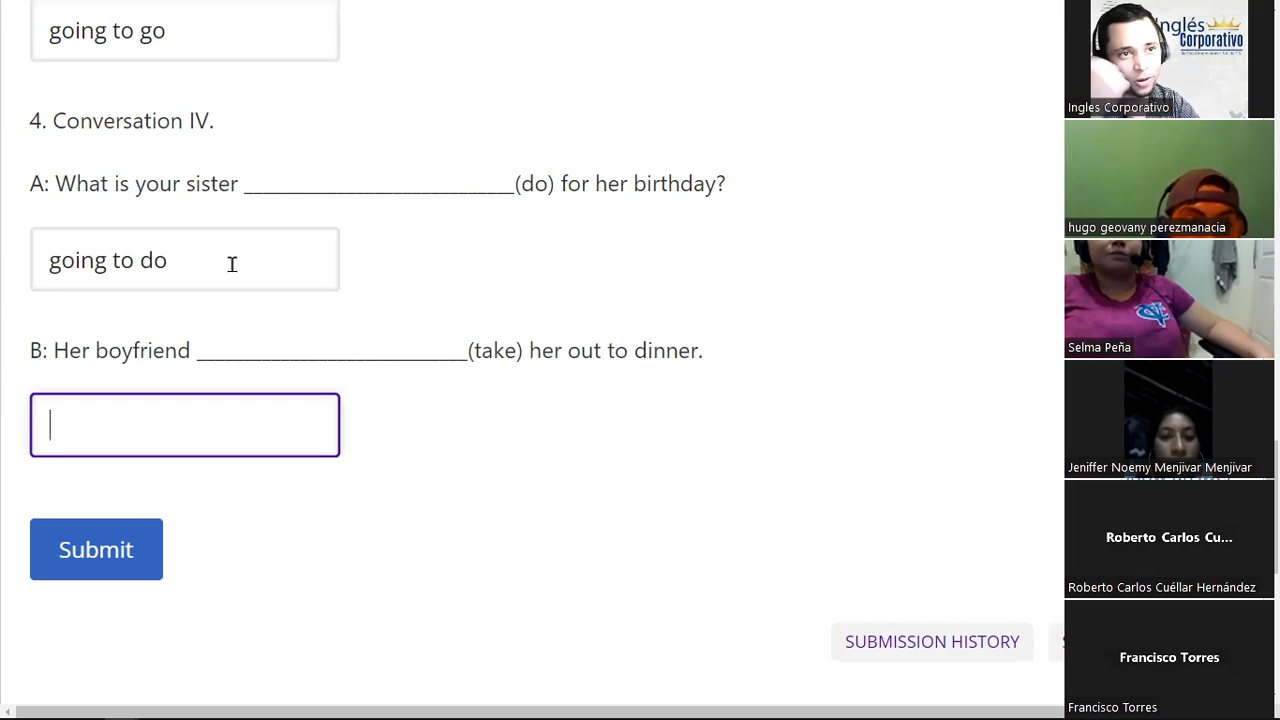 going to go
4. Conversation IV.
A: What is your sister ________________________(do) for her birthday?
going to do
B: Her boyfriend ________________________(take) her out to dinner.
Submit
SUBMISSION HISTORY
Inglés
Corporativo
Ingles Corporativo
hugo geovany perezmanacia
Selma Peña
Jeniffer Noemy Menjivar Menjivar
Roberto Carlos Cu...
Roberto Carlos Cuéllar Hernández
Francisco Torres
Francisco Torres